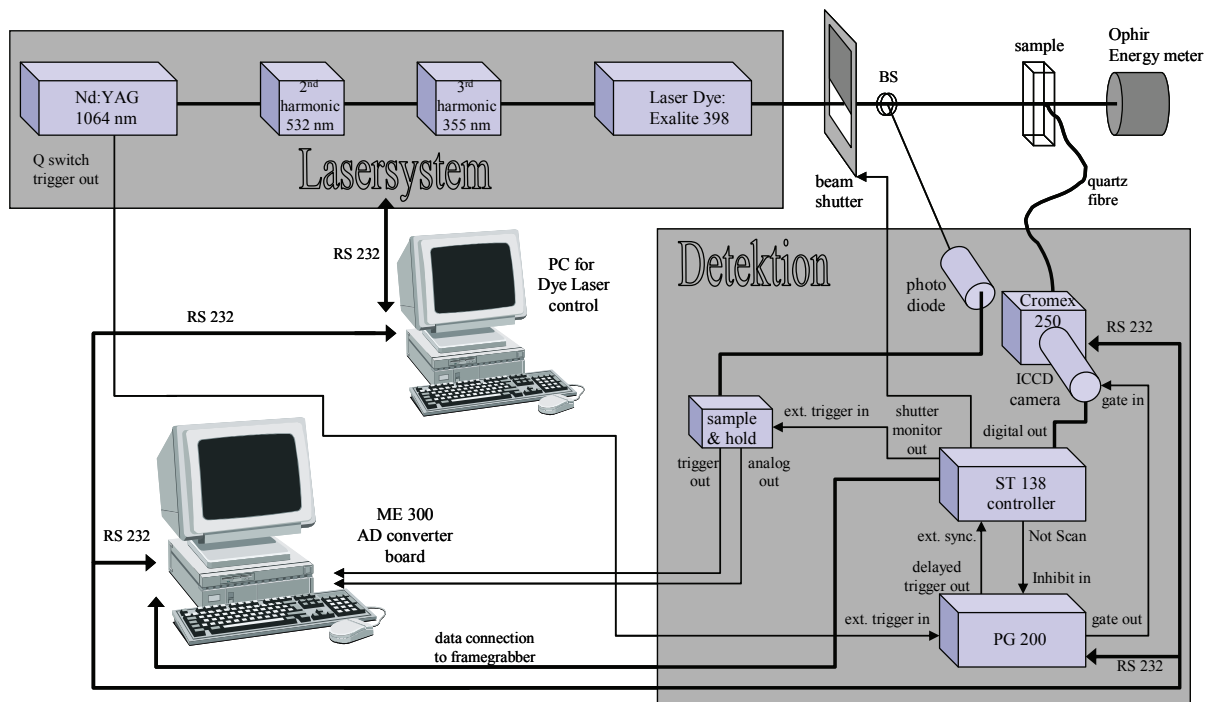 Ophir
Energy meter
sample
BS
Nd:YAG
1064 nm
2nd
harmonic
532 nm
3rd
harmonic
355 nm
Laser Dye:
Exalite 398
Q switch
trigger out
Lasersystem
beam
shutter
quartz
fibre
RS 232
PC for
Dye Laser
control
Detektion
photo
diode
Cromex
250
RS 232
RS 232
ICCD
camera
gate in
sample
& hold
ext. trigger in
shutter
monitor
out
digital out
trigger
out
analog
out
ST 138
controller
ME 300
AD converter
board
RS 232
ext. sync.
Not Scan
delayed
trigger out
Inhibit in
ext. trigger in
PG 200
gate out
data connection
to framegrabber
RS 232